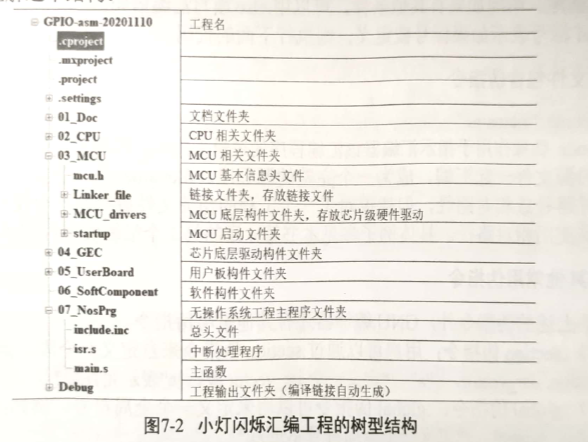 GPIO-asm-20201110 工程名
.cproject
.mxproject
.project
.settings
01_Doc 文档文件夹
02_CPU CPU 相关文件夹
03_MCU MCU 相关文件夹
mcu.h MCU 基本信息头文件
Linker_file 链接文件夹，存放链接文件
MCU_drivers MCU 底层构件文件夹，存放芯片级硬件驱动
startup MCU 启动文件夹
04_GEC 芯片底层驱动构件文件夹
05_UserBoard 用户板构件文件夹
06_SoftComponent 软件构件文件夹
07_NosPrg 无操作系统工程主程序文件夹
include.inc 总头文件
isr.s 中断处理程序
main.s 主函数
Debug 工程输出文件夹（编译链接自动生成）
图7-2 小灯闪烁汇编工程的树型结构